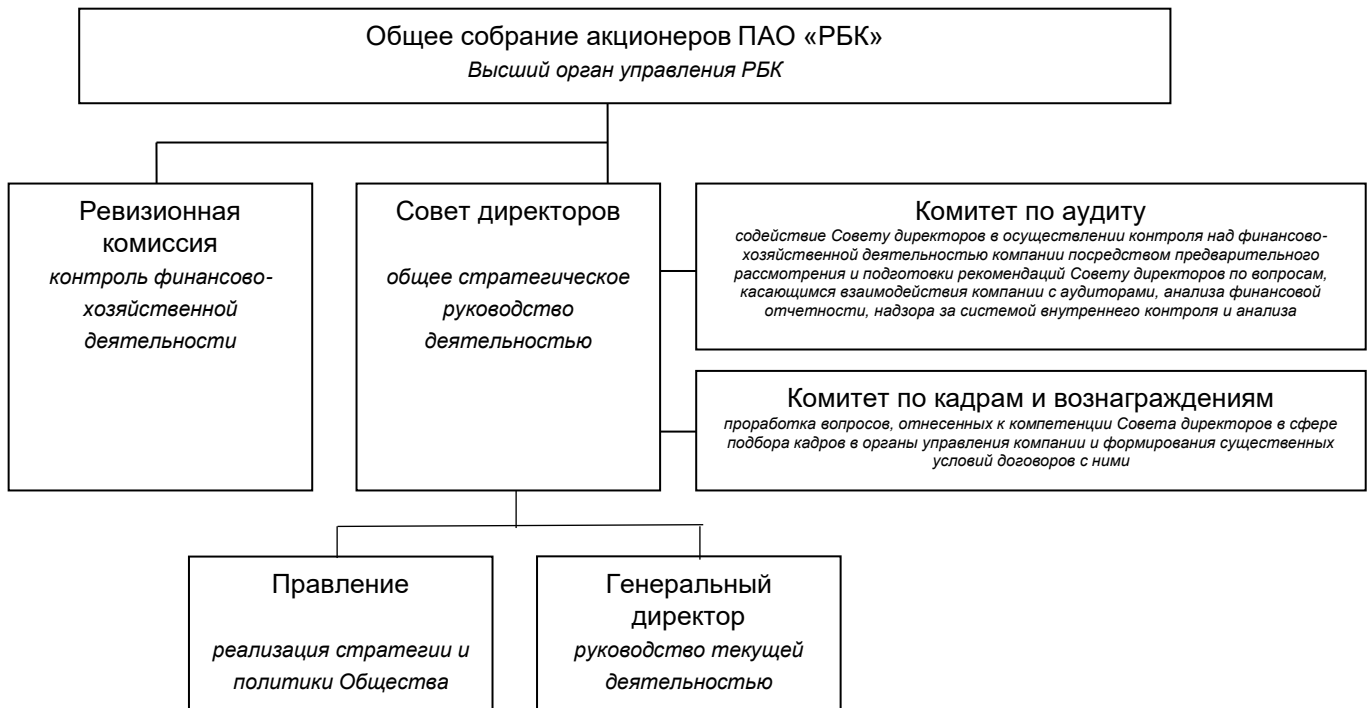 Общее собрание акционеров ПАО «РБК»
Высший орган управления РБК
Ревизионная
комиссия
контроль финансово-
хозяйственной
деятельности
Совет директоров
общее стратегическое
руководство
деятельностью
Комитет по аудиту
содействие Совету директоров в осуществлении контроля над финансово-
хозяйственной деятельностью компании посредством предварительного
рассмотрения и подготовки рекомендаций Совету директоров по вопросам,
касающимся взаимодействия компании с аудиторами, анализа финансовой
отчетности, надзора за системой внутреннего контроля и анализа
Комитет по кадрам и вознаграждениям
проработка вопросов, отнесенных к компетенции Совета директоров в сфере
подбора кадров в органы управления компании и формирования существенных
условий договоров с ними
Правление
реализация стратегии и
политики Общества
Генеральный
директор
руководство текущей
деятельностью